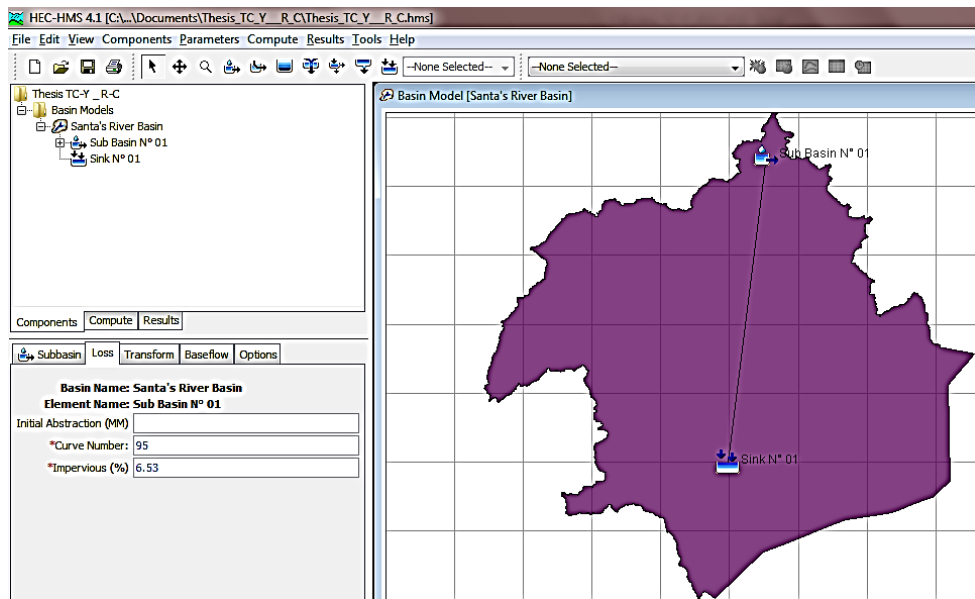 HEC-HMS 4.1 [C:\...\Documents\Thesis_TC_Y__R_C\Thesis_TC_Y__R_C.hms]
File Edit View Components Parameters Compute Results Tools Help
--None Selected-- --None Selected--
Thesis TC-Y _R-C
Basin Models
Santa's River Basin
Sub Basin Nº 01
Sink Nº 01
Components Compute Results
Subbasin Loss Transform Baseflow Options
Basin Name: Santa's River Basin
Element Name: Sub Basin Nº 01
Initial Abstraction (MM)
*Curve Number: 95
*Impervious (%) 6.53
Basin Model [Santa's River Basin]
Sub Basin N° 01
Sink N° 01